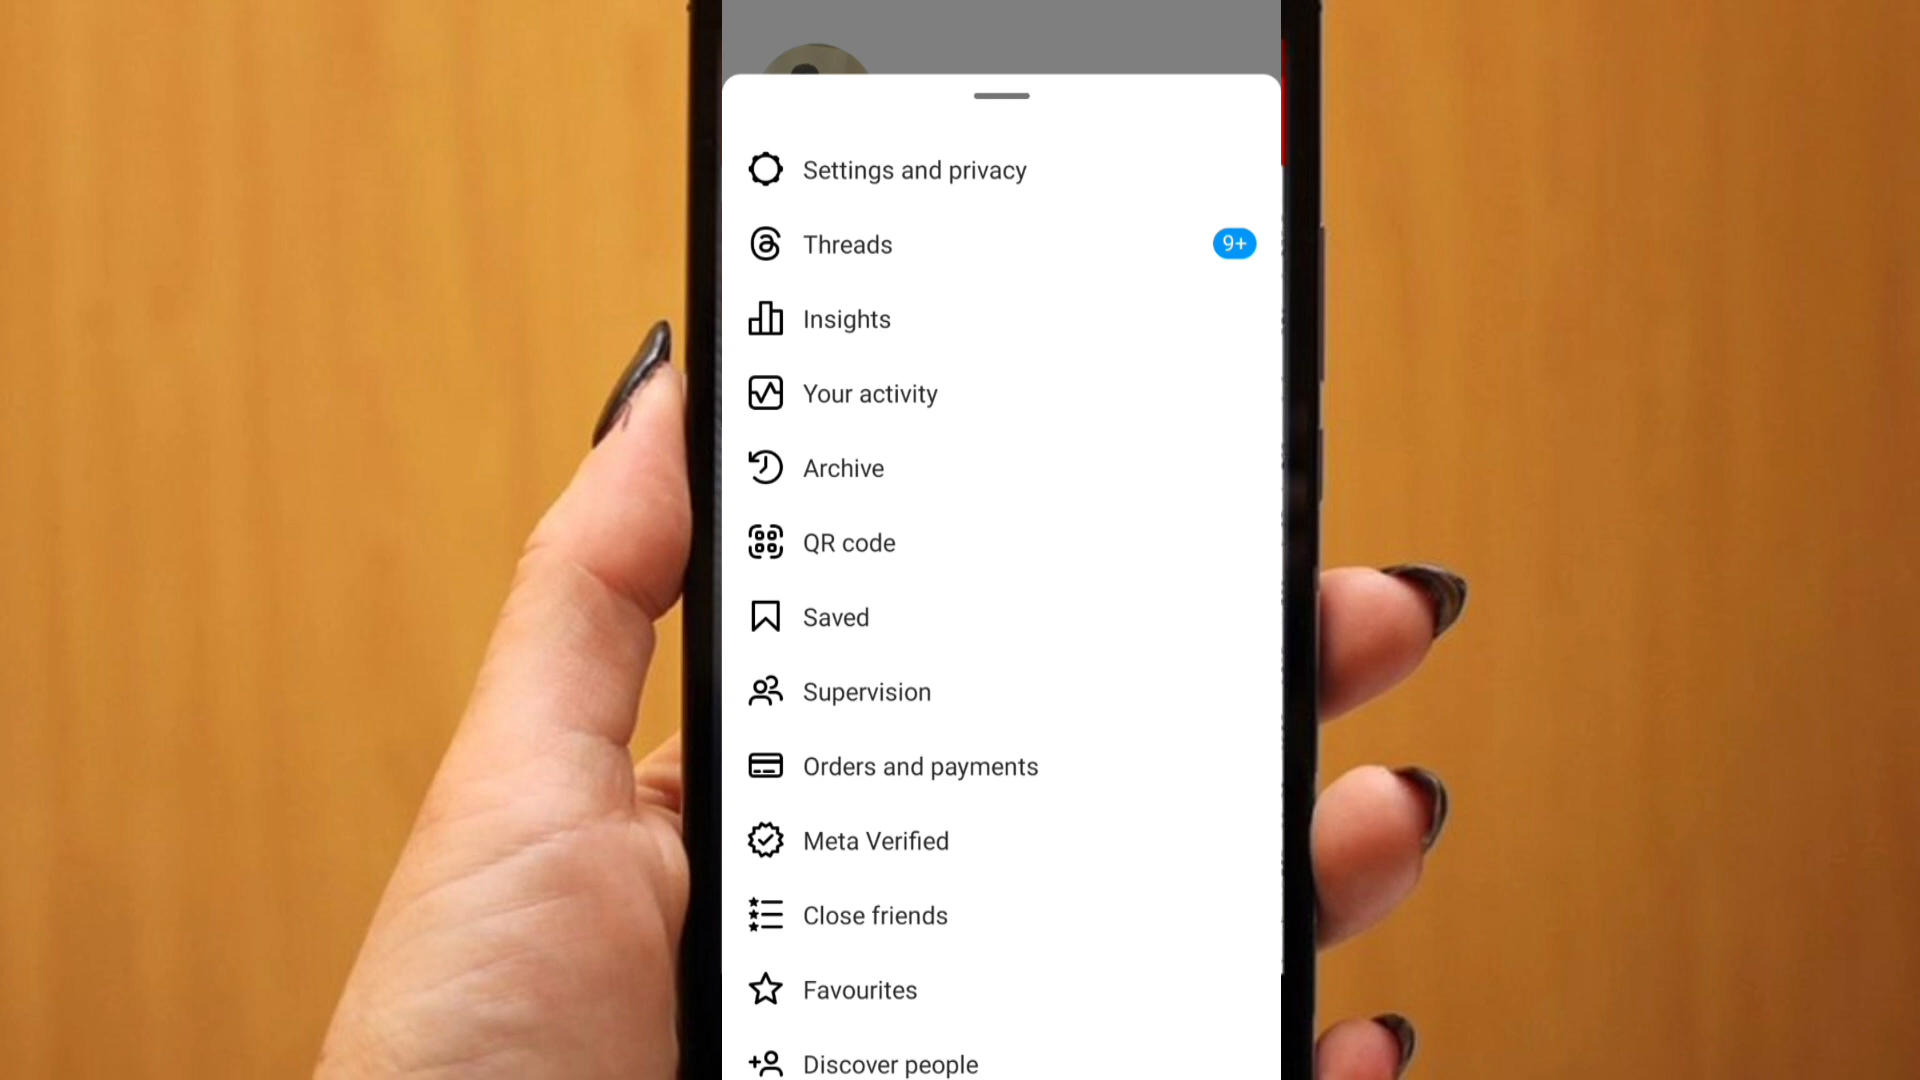 Settings and privacy
Threads 9+
Insights
Your activity
Archive
QR code
Saved
Supervision
Orders and payments
Meta Verified
Close friends
Favourites
Discover people